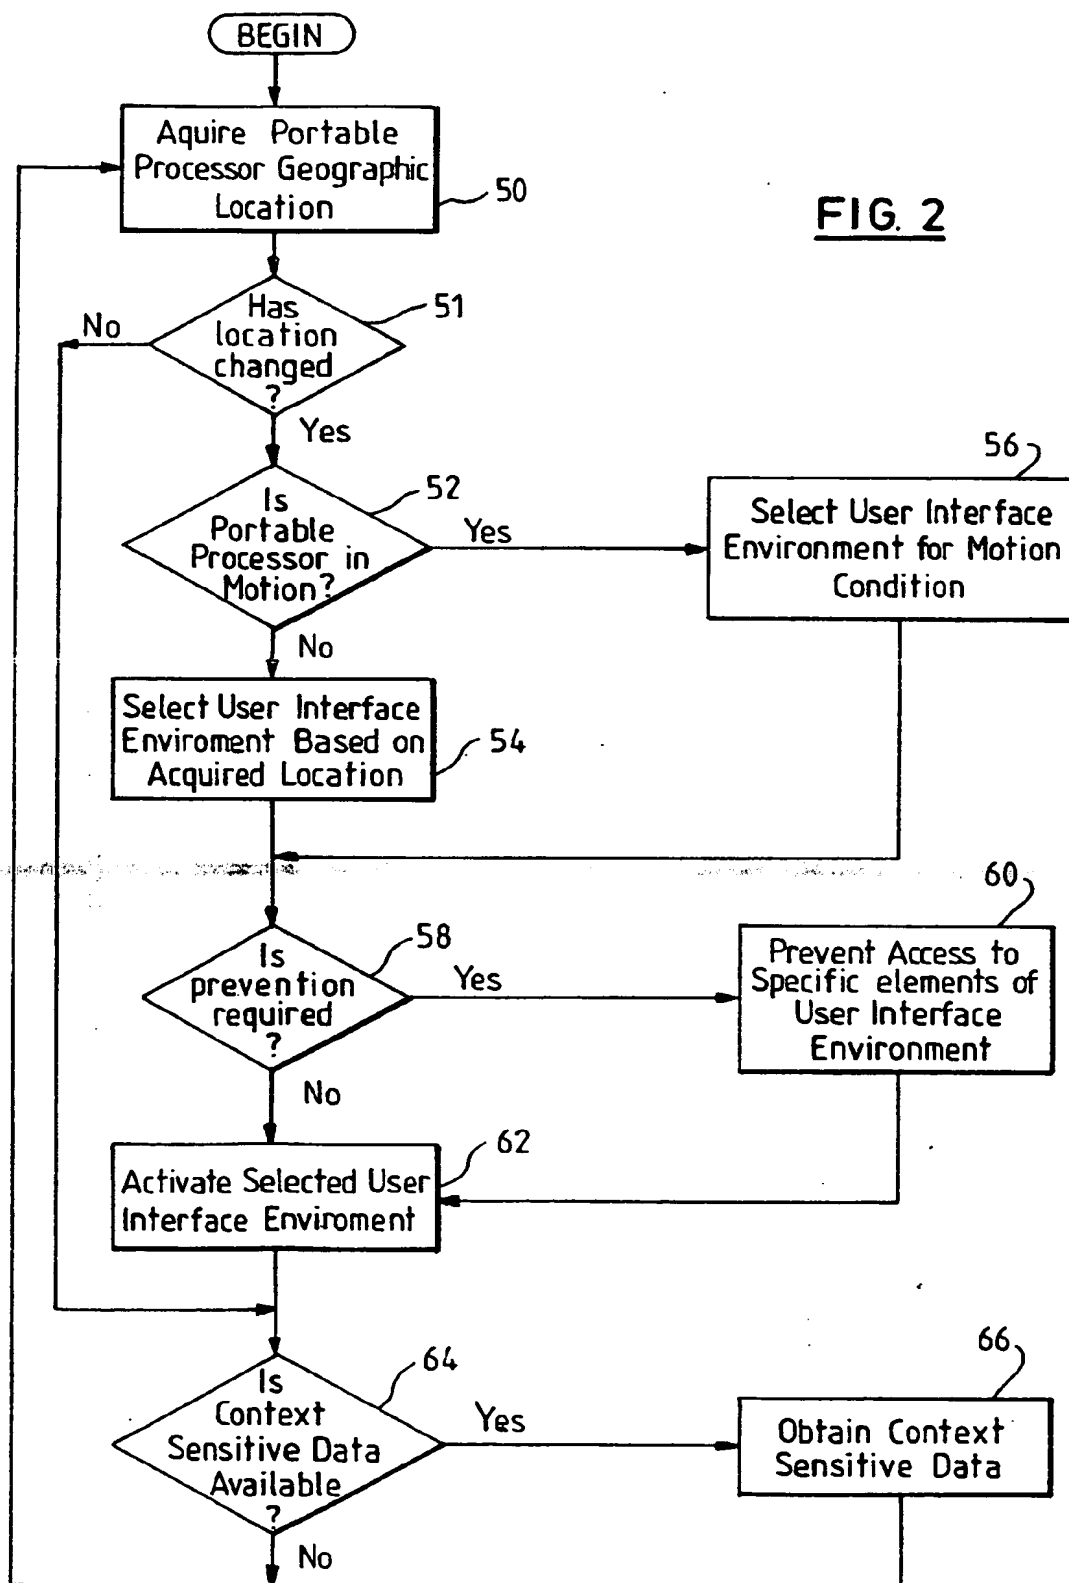 BEGIN
Aquire Portable
Processor Geographic
Location
50
FIG. 2
Has
location
changed
?
51
No
Yes
Is
Portable
Processor in
Motion?
52
Yes
No
56
Select User Interface
Environment for Motion
Condition
Select User Interface
Enviroment Based on
Acquired Location
54
Is
prevention
required
?
58
Yes
No
60
Prevent Access to
Specific elements of
User Interface
Environment
62
Activate Selected User
Interface Enviroment
Is
Context
Sensitive Data
Available
?
64
Yes
No
66
Obtain Context
Sensitive Data